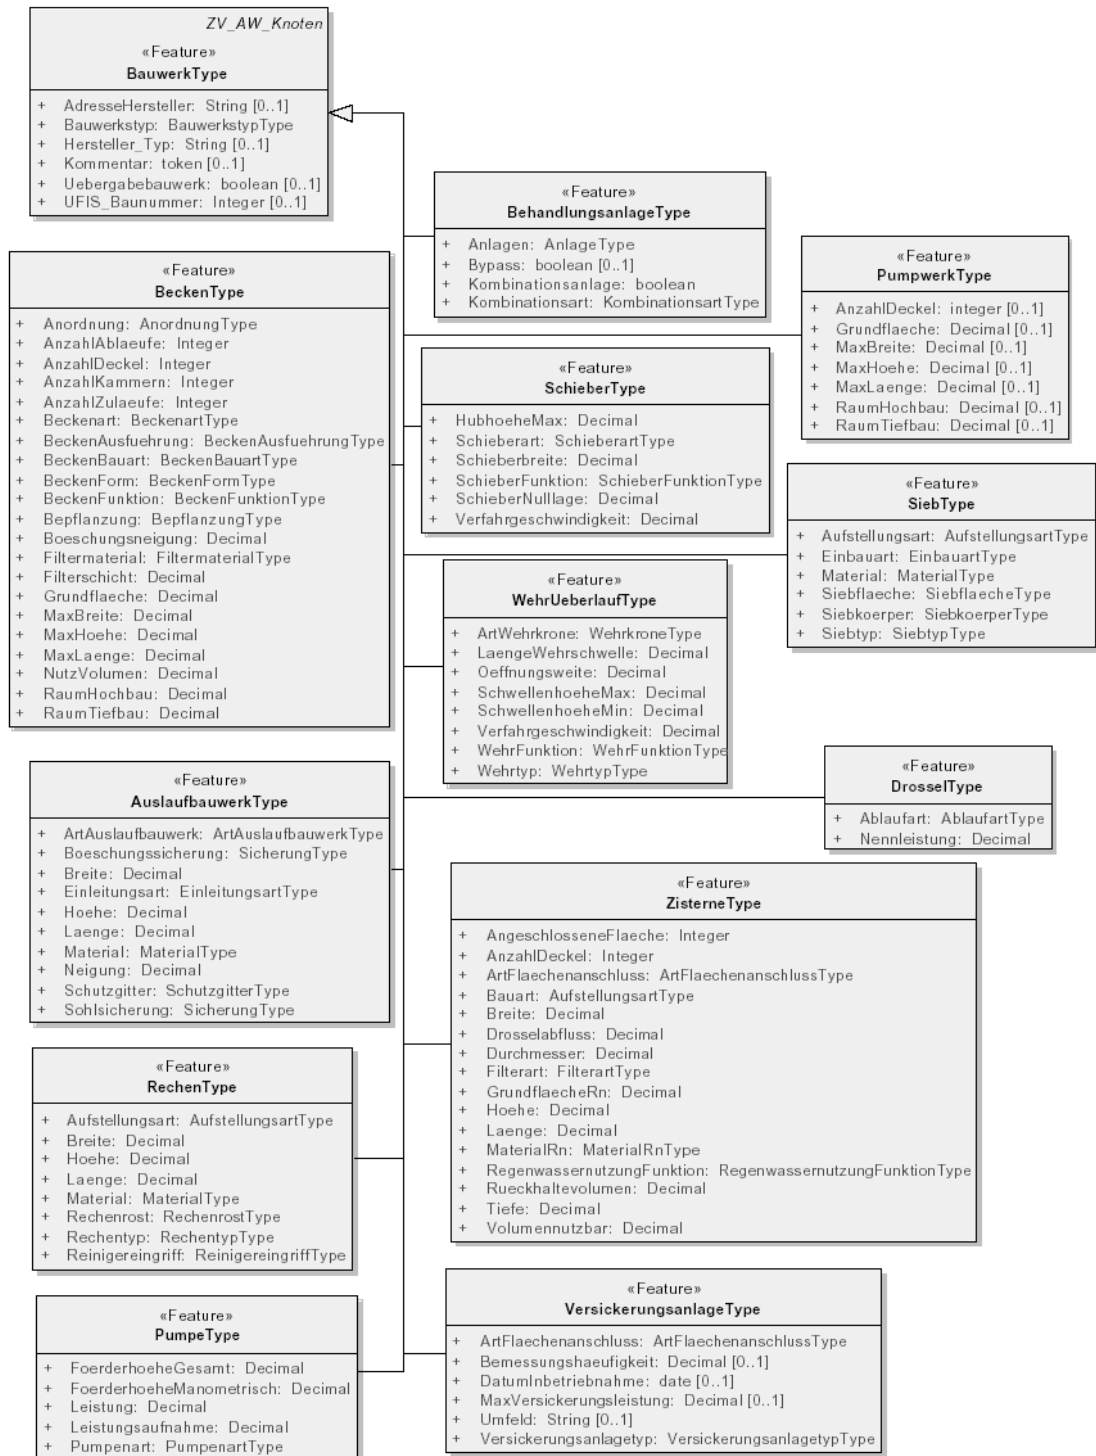 ZV_AW_Knoten
«Feature»
BauwerkType
+ AdresseHersteller: String [0..1]
+ Bauwerkstyp: BauwerkstypType
+ Hersteller_Typ: String [0..1]
+ Kommentar: token [0..1]
+ Uebergabebauwerk: boolean [0..1]
+ UFIS_Baunummer: Integer [0..1]
«Feature»
BehandlungsanlageType
+ Anlagen: AnlageType
+ Bypass: boolean [0..1]
+ Kombinationsanlage: boolean
+ Kombinationsart: KombinationsartType
«Feature»
PumpwerkType
+ AnzahlDeckel: integer [0..1]
+ Grundflaeche: Decimal [0..1]
+ MaxBreite: Decimal [0..1]
+ MaxHoehe: Decimal [0..1]
+ MaxLaenge: Decimal [0..1]
+ RaumHochbau: Decimal [0..1]
+ RaumTiefbau: Decimal [0..1]
«Feature»
BeckenType
+ Anordnung: AnordnungType
+ AnzahlAblaeufe: Integer
+ AnzahlDeckel: Integer
+ AnzahlKammern: Integer
+ AnzahlZulaeufe: Integer
+ Beckenart: BeckenartType
+ BeckenAusfuehrung: BeckenAusfuehrungType
+ BeckenBauart: BeckenBauartType
+ BeckenForm: BeckenFormType
+ BeckenFunktion: BeckenFunktionType
+ Bepflanzung: BepflanzungType
+ Boeschungsneigung: Decimal
+ Filtermaterial: FiltermaterialType
+ Filterschicht: Decimal
+ Grundflaeche: Decimal
+ MaxBreite: Decimal
+ MaxHoehe: Decimal
+ MaxLaenge: Decimal
+ NutzVolumen: Decimal
+ RaumHochbau: Decimal
+ RaumTiefbau: Decimal
«Feature»
SchieberType
+ HubhoeheMax: Decimal
+ Schieberart: SchieberartType
+ Schieberbreite: Decimal
+ SchieberFunktion: SchieberFunktionType
+ SchieberNulllage: Decimal
+ Verfahrgeschwindigkeit: Decimal
«Feature»
SiebType
+ Aufstellungsart: AufstellungsartType
+ Einbauart: EinbauartType
+ Material: MaterialType
+ Siebflaeche: SiebflaecheType
+ Siebkoerper: SiebkoerperType
+ Siebtyp: SiebtypType
«Feature»
WehrUeberlaufType
+ ArtWehrkrone: WehrkroneType
+ LaengeWehrschwelle: Decimal
+ Oeffnungsweite: Decimal
+ SchwellenhoeheMax: Decimal
+ SchwellenhoeheMin: Decimal
+ Verfahrgeschwindigkeit: Decimal
+ WehrFunktion: WehrFunktionType
+ Wehrtyp: WehrtypType
«Feature»
DrosselType
+ Ablaufart: AblaufartType
+ Nennleistung: Decimal
«Feature»
AuslaufbauwerkType
+ ArtAuslaufbauwerk: ArtAuslaufbauwerkType
+ Boeschungssicherung: SicherungType
+ Breite: Decimal
+ Einleitungsart: EinleitungsartType
+ Hoehe: Decimal
+ Laenge: Decimal
+ Material: MaterialType
+ Neigung: Decimal
+ Schutzgitter: SchutzgitterType
+ Sohlsicherung: SicherungType
«Feature»
ZisterneType
+ AngeschlosseneFlaeche: Integer
+ AnzahlDeckel: Integer
+ ArtFlaechenanschluss: ArtFlaechenanschlussType
+ Bauart: AufstellungsartType
+ Breite: Decimal
+ Drosselabfluss: Decimal
+ Durchmesser: Decimal
+ Filterart: FilterartType
+ GrundflaecheRn: Decimal
+ Hoehe: Decimal
+ Laenge: Decimal
+ MaterialRn: MaterialRnType
+ RegenwassernutzungFunktion: RegenwassernutzungFunktionType
+ Rueckhaltevolumen: Decimal
+ Tiefe: Decimal
+ Volumennutzbar: Decimal
«Feature»
RechenType
+ Aufstellungsart: AufstellungsartType
+ Breite: Decimal
+ Hoehe: Decimal
+ Laenge: Decimal
+ Material: MaterialType
+ Rechenrost: RechenrostType
+ Rechentyp: RechentypType
+ Reinigereingriff: ReinigereingriffType
«Feature»
PumpeType
+ FoerderhoeheGesamt: Decimal
+ FoerderhoeheManometrisch: Decimal
+ Leistung: Decimal
+ Leistungsaufnahme: Decimal
+ Pumpenart: PumpenartType
«Feature»
VersickerungsanlageType
+ ArtFlaechenanschluss: ArtFlaechenanschlussType
+ Bemessungshaeufigkeit: Decimal [0..1]
+ DatumInbetriebnahme: date [0..1]
+ MaxVersickerungsleistung: Decimal [0..1]
+ Umfeld: String [0..1]
+ Versickerungsanlagetyp: VersickerungsanlagetypType